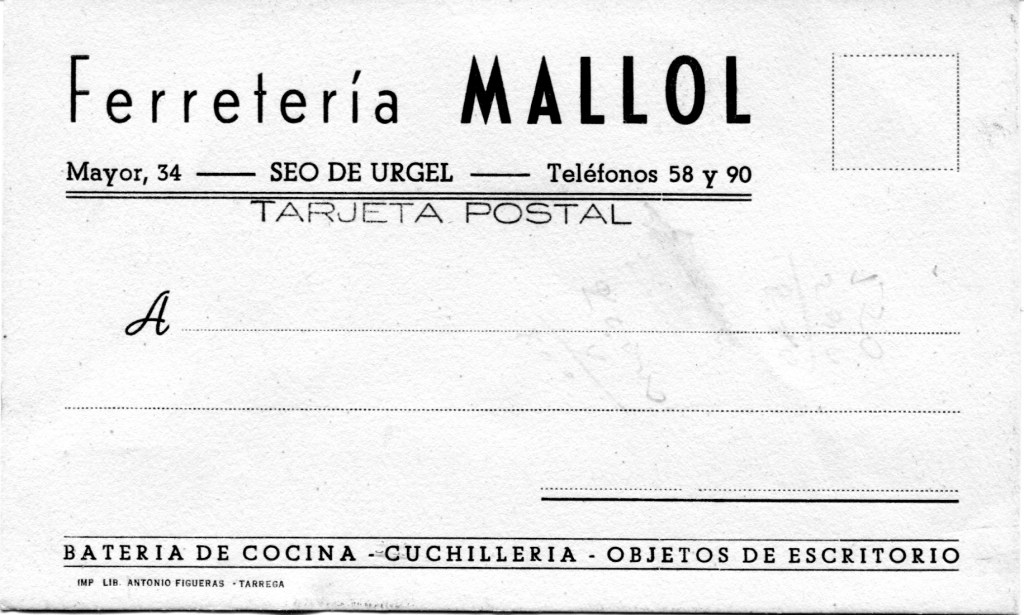 Ferretería MALLOL
Mayor, 34 —— SEO DE URGEL —— Teléfonos 58 y 90
TARJETA POSTAL
A
BATERIA DE COCINA - CUCHILLERIA - OBJETOS DE ESCRITORIO
IMP LIB. ANTONIO FIGUERAS - TARREGA